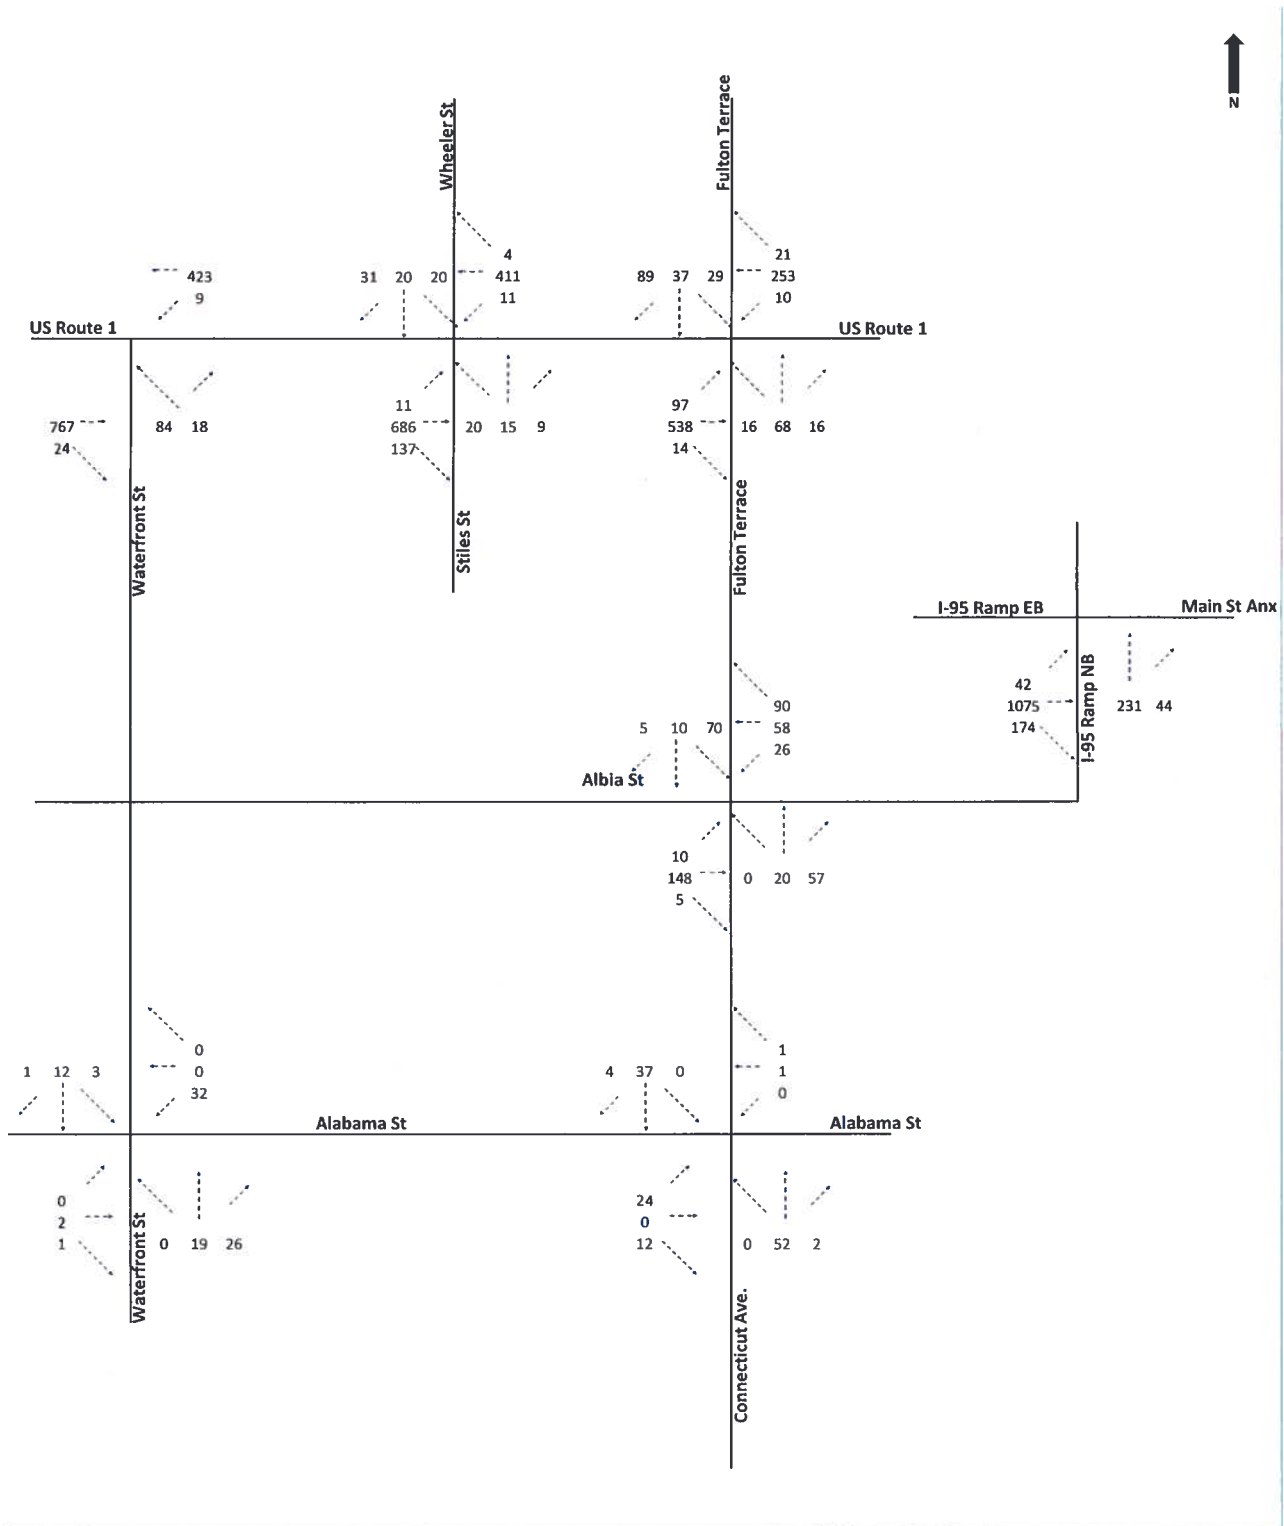 N
Wheeler St
Fulton Terrace
423
9
31 20 20
4
411
11
89 37 29
21
253
10
US Route 1
US Route 1
767
24
84 18
11
686
137
20 15 9
97
538
14
16 68 16
Waterfront St
Stiles St
Fulton Terrace
I-95 Ramp EB
Main St Anx
42
1075
174
I-95 Ramp NB
231 44
5 10 70
90
58
26
Albia St
10
148
5
0 20 57
1 12 3
0
0
32
4 37 0
1
1
0
Alabama St
Alabama St
0
2
1
Waterfront St
0 19 26
24
0
12
0 52 2
Connecticut Ave.